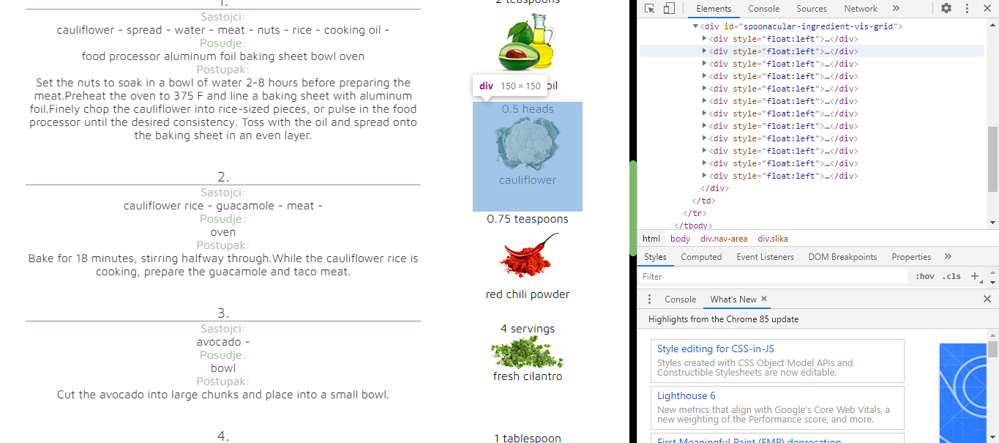 1.
Sastojci:
cauliflower - spread - water - meat - nuts - rice - cooking oil -
Posudje:
food processor aluminum foil baking sheet bowl oven
Postupak:
Set the nuts to soak in a bowl of water 2-8 hours before preparing the
meat.Preheat the oven to 375 F and line a baking sheet with aluminum
foil.Finely chop the cauliflower into rice-sized pieces, or pulse in the food
processor until the desired consistency. Toss with the oil and spread onto
the baking sheet in an even layer.
2.
Sastojci:
cauliflower rice - guacamole - meat -
Posudje:
oven
Postupak:
Bake for 18 minutes, stirring halfway through.While the cauliflower rice is
cooking, prepare the guacamole and taco meat.
3.
Sastojci:
avocado -
Posudje:
bowl
Postupak:
Cut the avocado into large chunks and place into a small bowl.
4.
2 teaspoons
oil
div 150 × 150
0.5 heads
cauliflower
0.75 teaspoons
red chili powder
4 servings
fresh cilantro
1 tablespoon
Elements Console Sources Network »
▼<div id="spoonacular-ingredient-vis-grid">
▶<div style="float:left">…</div>
▶<div style="float:left">…</div>
▶<div style="float:left">…</div>
▶<div style="float:left">…</div>
▶<div style="float:left">…</div>
▶<div style="float:left">…</div>
▶<div style="float:left">…</div>
▶<div style="float:left">…</div>
▶<div style="float:left">…</div>
▶<div style="float:left">…</div>
▶<div style="float:left">…</div>
▶<div style="float:left">…</div>
</div>
</td>
</tr>
</tbody>
html body div.nav-area div.slika
Styles Computed Event Listeners DOM Breakpoints Properties »
Filter :hov .cls +
Console What's New ×
Highlights from the Chrome 85 update
Style editing for CSS-in-JS
Styles created with CSS Object Model APIs and
Constructible Stylesheets are now editable.
Lighthouse 6
New metrics that align with Google's Core Web Vitals, a
new weighting of the Performance score, and more.
First Meaningful Paint (FMP) deprecation